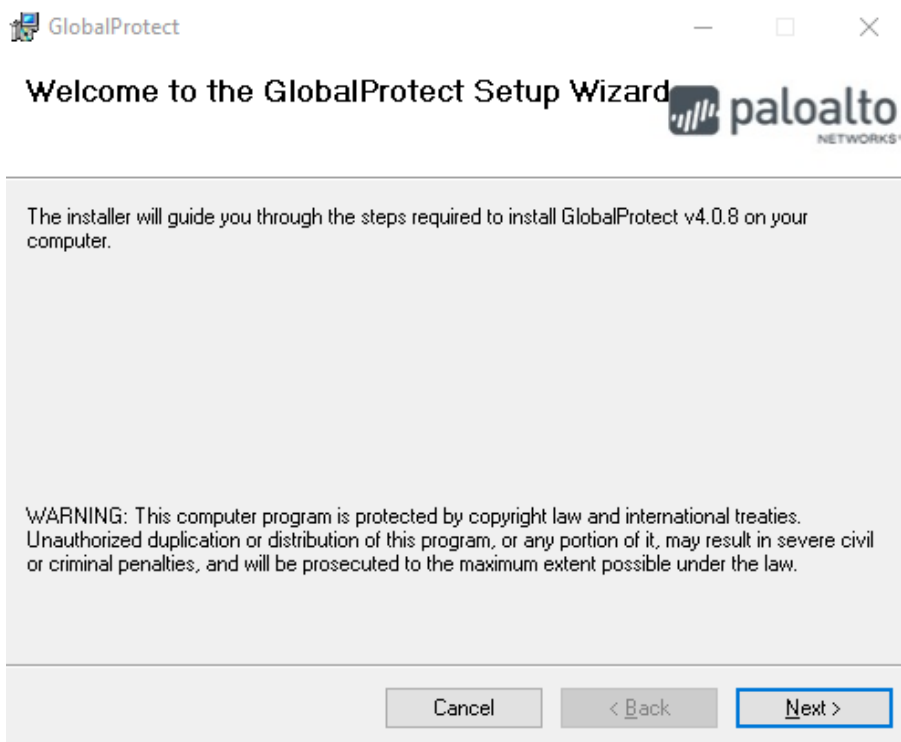 GlobalProtect
Welcome to the GlobalProtect Setup Wizard
paloalto
NETWORKS
The installer will guide you through the steps required to install GlobalProtect v4.0.8 on your
computer.
WARNING: This computer program is protected by copyright law and international treaties.
Unauthorized duplication or distribution of this program, or any portion of it, may result in severe civil
or criminal penalties, and will be prosecuted to the maximum extent possible under the law.
Cancel
< Back
Next >